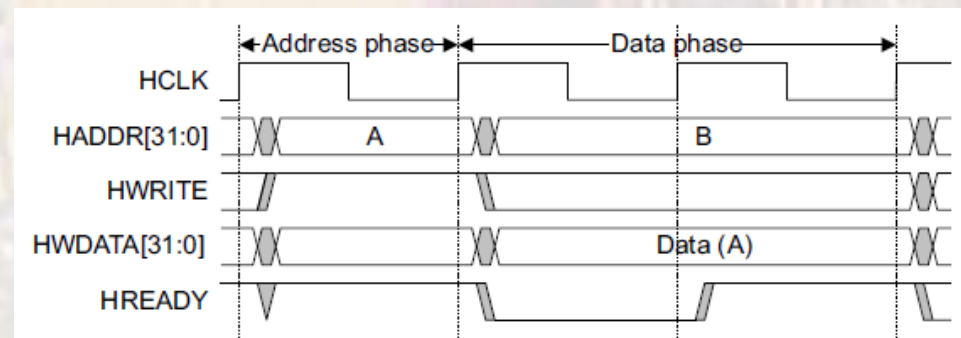 Address phase Data phase
HCLK
HADDR[31:0] A B
HWRITE
HWDATA[31:0] Data (A)
HREADY